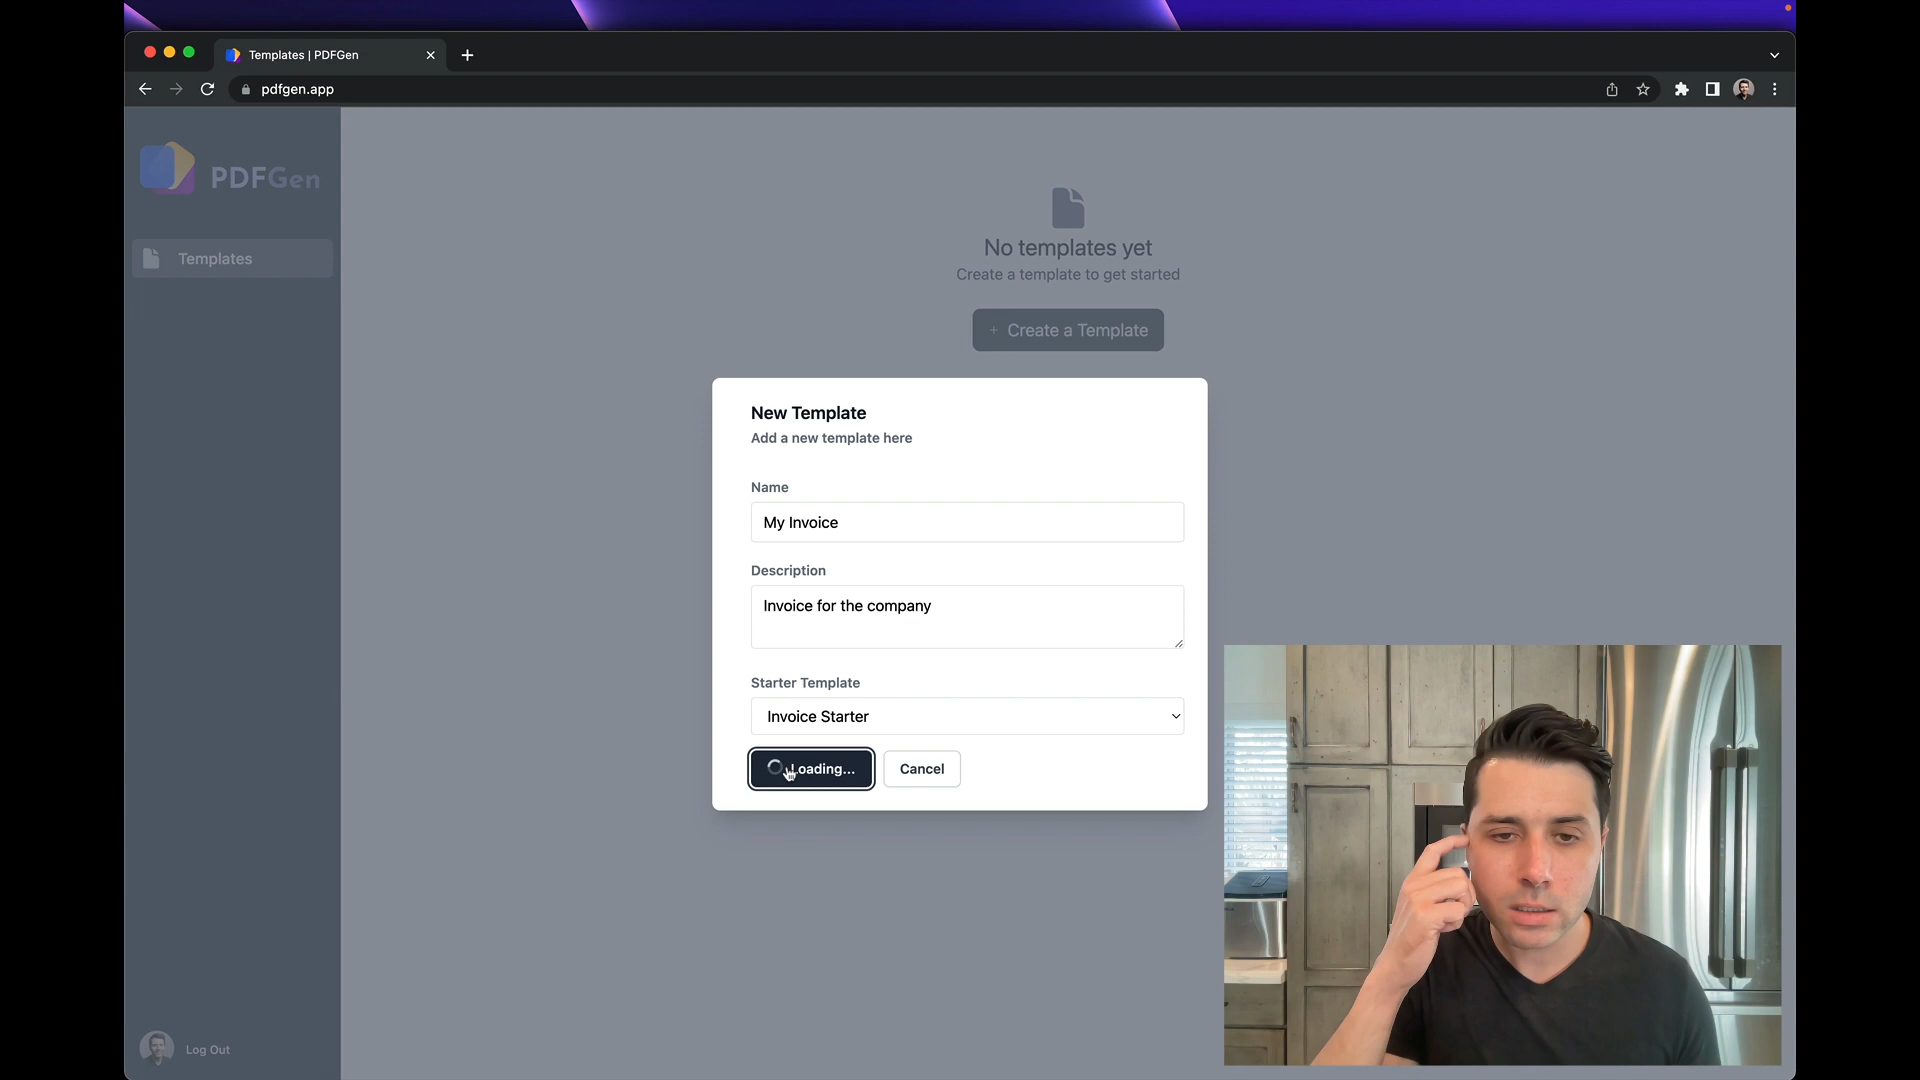 Templates | PDFGen
pdfgen.app
PDFGen
Templates
No templates yet
Create a template to get started
+ Create a Template
New Template
Add a new template here
Name
My Invoice
Description
Invoice for the company
Starter Template
Invoice Starter
Loading...
Cancel
Log Out